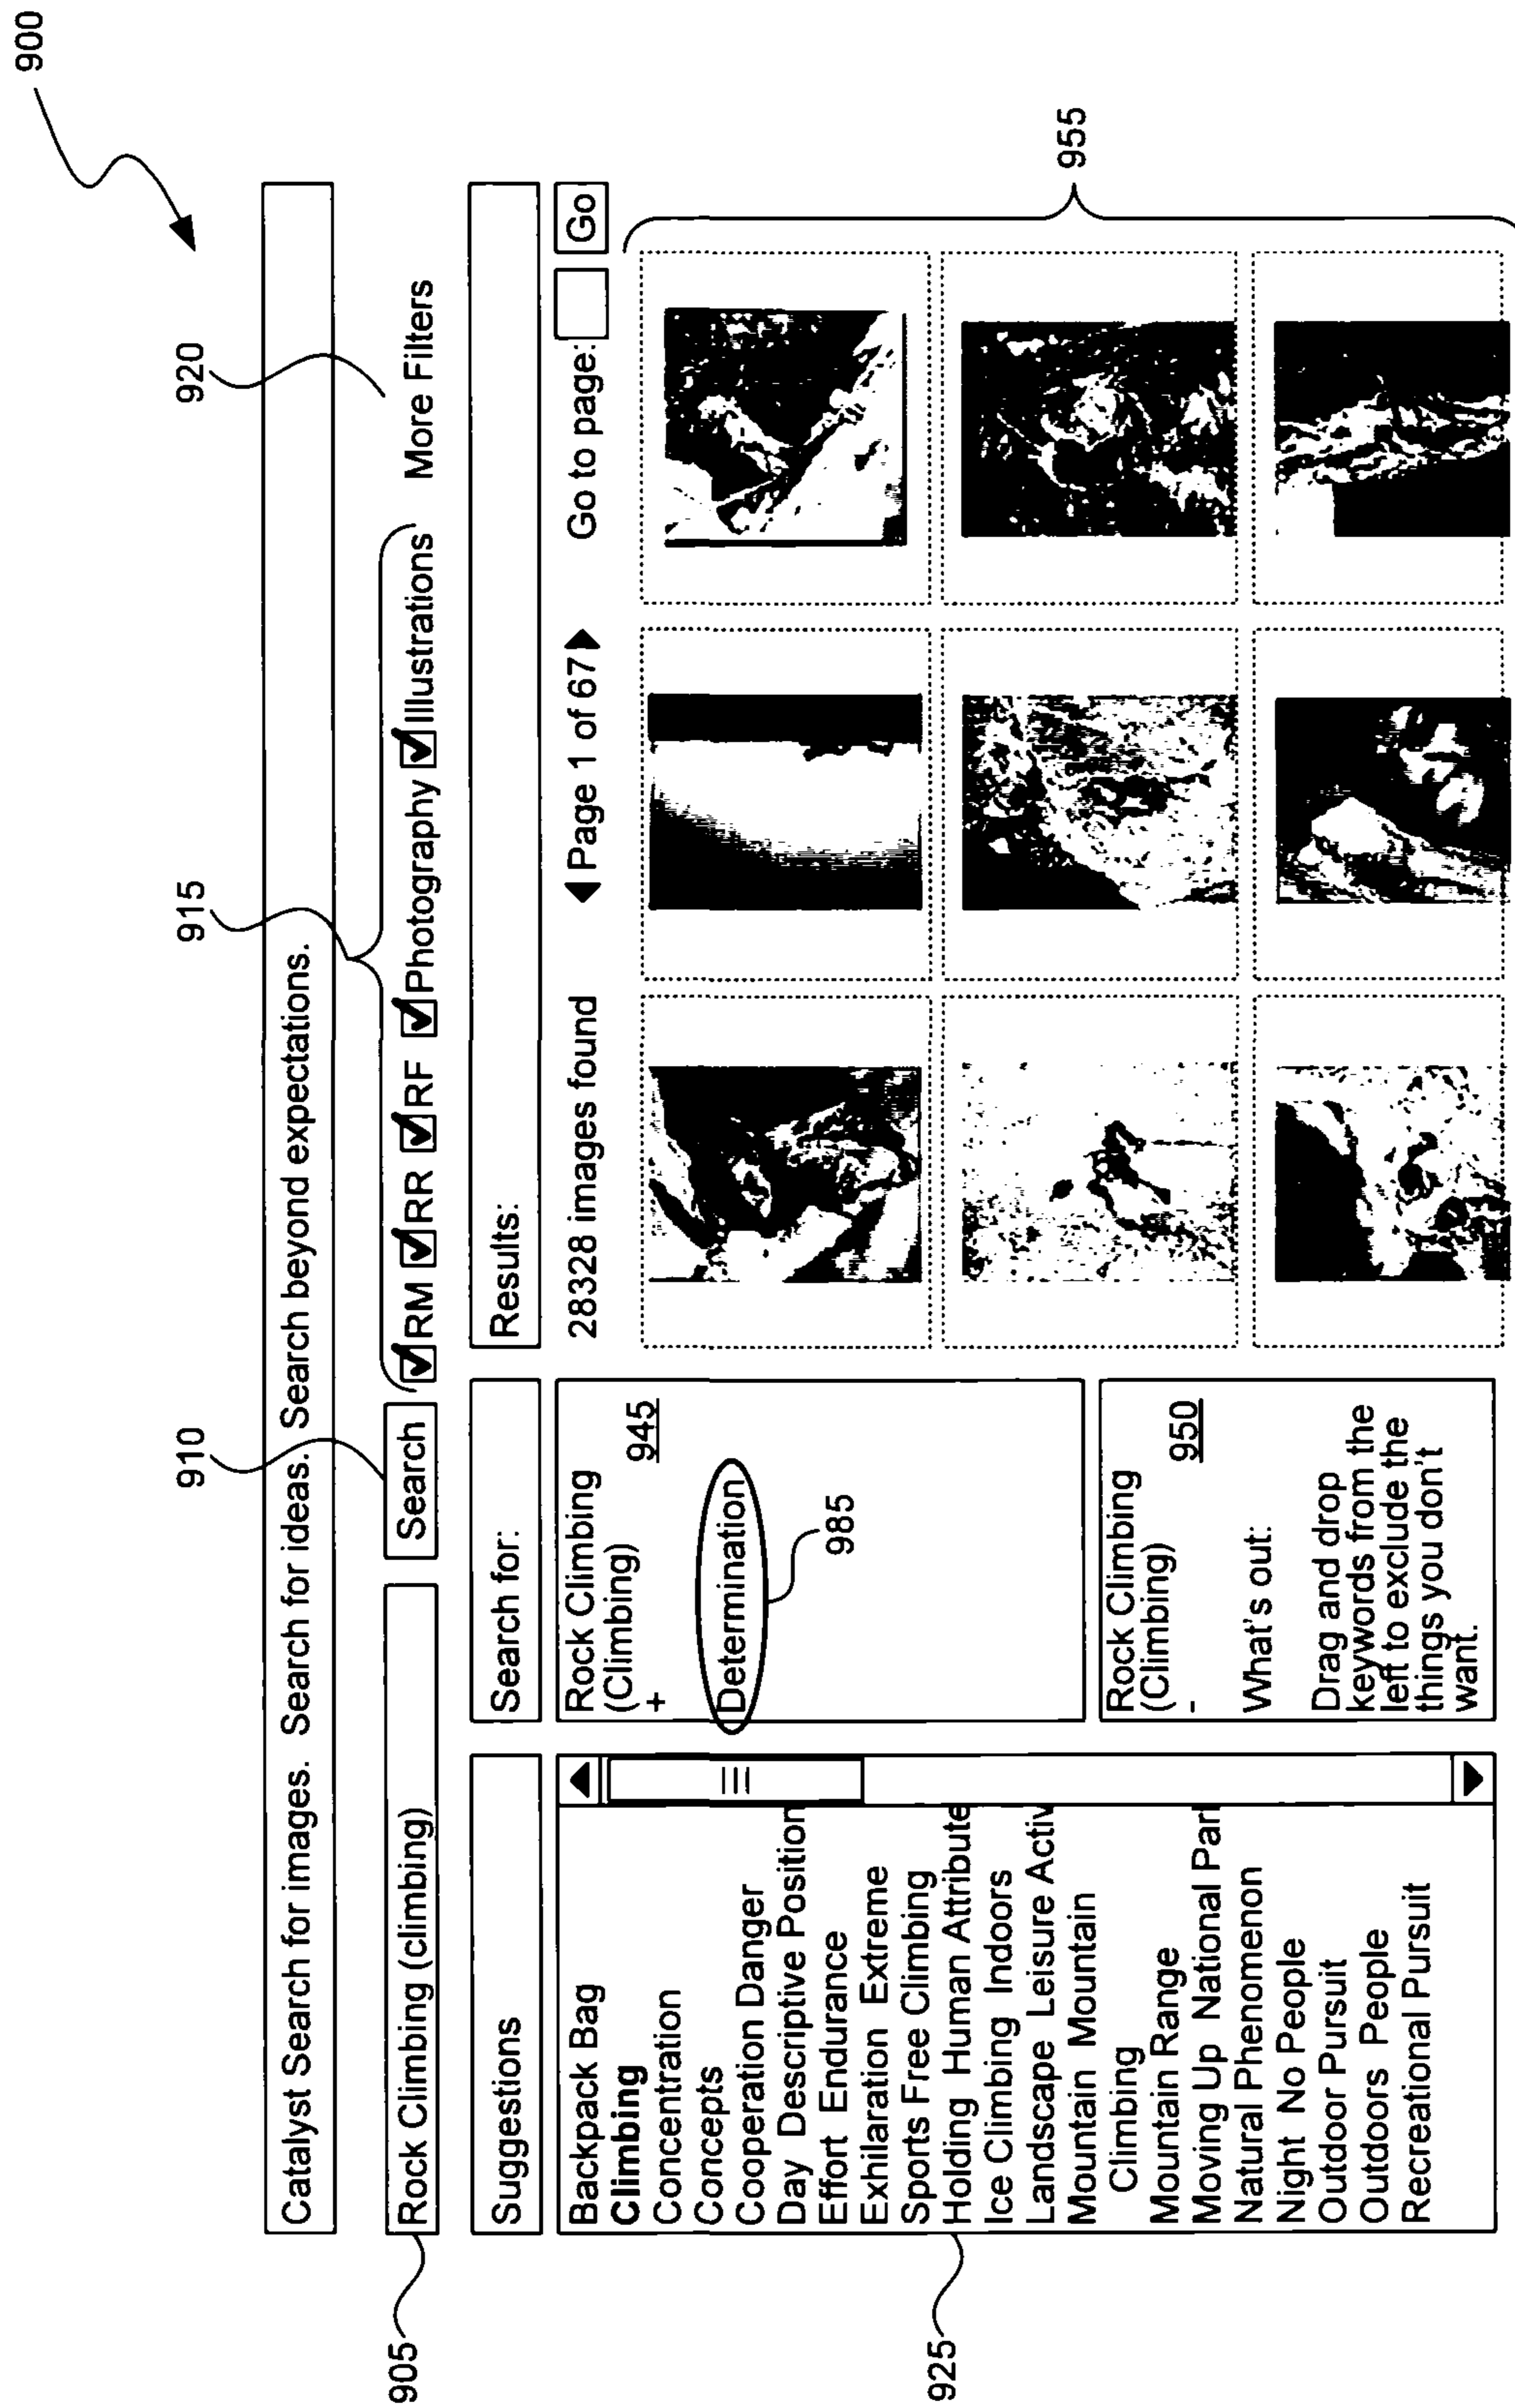 900
Catalyst Search for images. Search for ideas. Search beyond expectations.
905
Rock Climbing (climbing)
910
Search
915
RM RR RF Photography Illustrations
920
More Filters
Suggestions
Backpack Bag
Climbing
Concentration
Concepts
Cooperation Danger
Day Descriptive Position
Effort Endurance
Exhilaration Extreme
Sports Free Climbing
Holding Human Attribute
Ice Climbing Indoors
Landscape Leisure Activ
Mountain Mountain
Climbing
Mountain Range
Moving Up National Par
Natural Phenomenon
Night No People
Outdoor Pursuit
Outdoors People
Recreational Pursuit
925
Search for:
Rock Climbing
(Climbing)
+
945
Determination
985
Rock Climbing
(Climbing)
-
950
What's out:
Drag and drop
keywords from the
left to exclude the
things you don't
want.
Results:
28328 images found
Page 1 of 67
Go to page:
Go
955